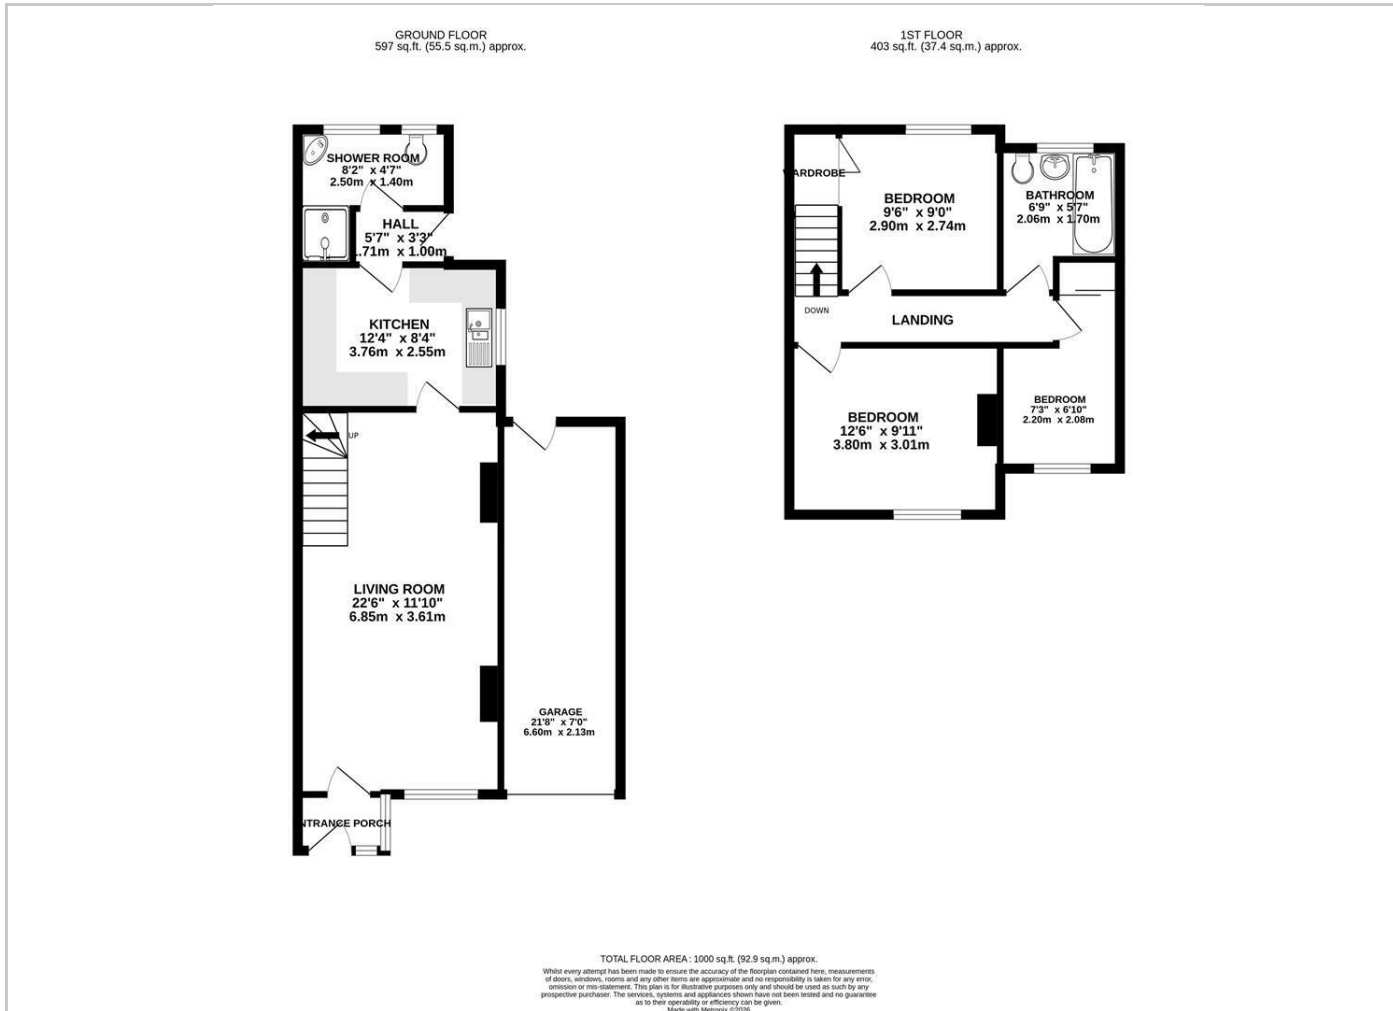 GROUND FLOOR
597 sq.ft. (55.5 sq.m.) approx.
1ST FLOOR
403 sq.ft. (37.4 sq.m.) approx.
SHOWER ROOM
8'2" x 4'7"
2.50m x 1.40m
HALL
5'7" x 3'3"
.71m x 1.00m
KITCHEN
12'4" x 8'4"
3.76m x 2.55m
UP
LIVING ROOM
22'6" x 11'10"
6.85m x 3.61m
GARAGE
21'8" x 7'0"
6.60m x 2.13m
NTRANCE PORCH
WARDROBE
BEDROOM
9'6" x 9'0"
2.90m x 2.74m
BATHROOM
6'9" x 5'7"
2.06m x 1.70m
DOWN
LANDING
BEDROOM
12'6" x 9'11"
3.80m x 3.01m
BEDROOM
7'3" x 6'10"
2.20m x 2.08m
TOTAL FLOOR AREA : 1000 sq.ft. (92.9 sq.m.) approx.
Whilst every attempt has been made to ensure the accuracy of the floorplan contained here, measurements
of doors, windows, rooms and any other items are approximate and no responsibility is taken for any error,
omission or mis-statement. This plan is for illustrative purposes only and should be used as such by any
prospective purchaser. The services, systems and appliances shown have not been tested and no guarantee
as to their operability or efficiency can be given.
Made with Metropix ©2026